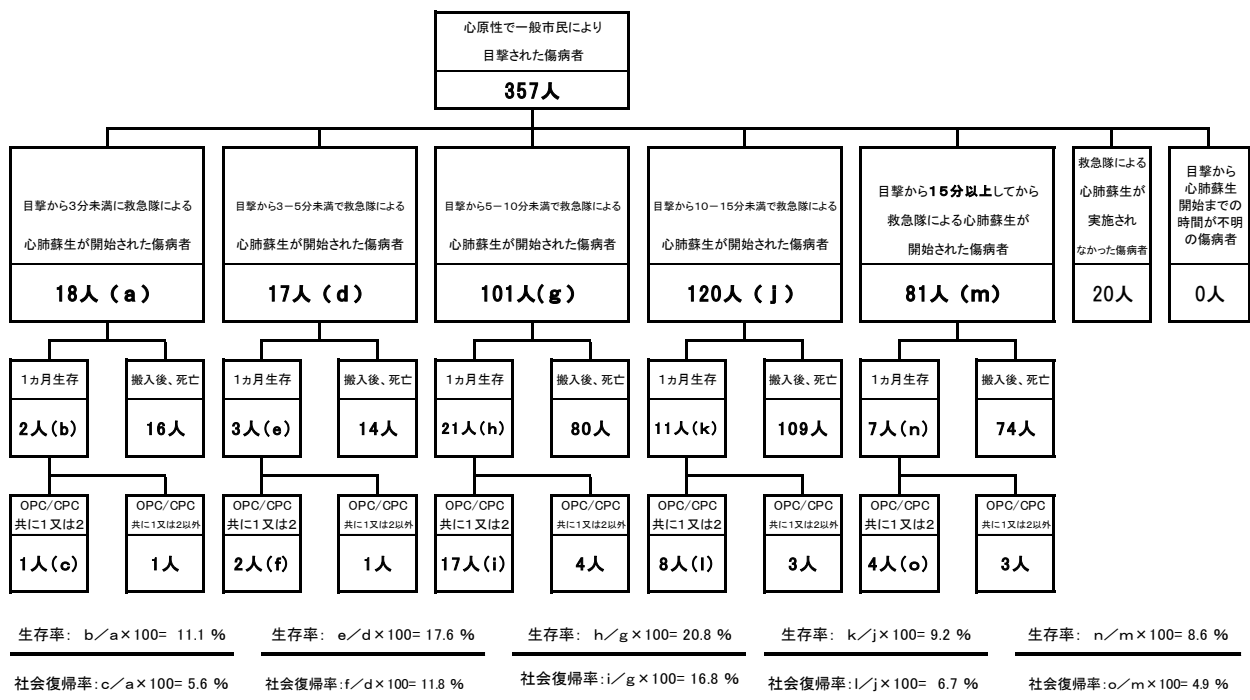 心原性で一般市民により
目撃された傷病者
357人
目撃から3分未満に救急隊による
心肺蘇生が開始された傷病者
18人（a）
目撃から3－5分未満で救急隊による
心肺蘇生が開始された傷病者
17人（d）
目撃から5－10分未満で救急隊による
心肺蘇生が開始された傷病者
101人(g)
目撃から10－15分未満で救急隊による
心肺蘇生が開始された傷病者
120人（j）
目撃から15分以上してから
救急隊による心肺蘇生が
開始された傷病者
81人（m）
救急隊による
心肺蘇生が
実施され
なかった傷病者
20人
目撃から
心肺蘇生
開始までの
時間が不明
の傷病者
0人
1ヵ月生存
2人(b)
搬入後、死亡
16人
1ヵ月生存
3人(e)
搬入後、死亡
14人
1ヵ月生存
21人(h)
搬入後、死亡
80人
1ヵ月生存
11人(k)
搬入後、死亡
109人
1ヵ月生存
7人(n)
搬入後、死亡
74人
OPC/CPC
共に1又は2
1人(c)
OPC/CPC
共に1又は2以外
1人
OPC/CPC
共に1又は2
2人(f)
OPC/CPC
共に1又は2以外
1人
OPC/CPC
共に1又は2
17人(i)
OPC/CPC
共に1又は2以外
4人
OPC/CPC
共に1又は2
8人(l)
OPC/CPC
共に1又は2以外
3人
OPC/CPC
共に1又は2
4人(o)
OPC/CPC
共に1又は2以外
3人
生存率： b／a×100= 11.1 %
生存率： e／d×100= 17.6 %
生存率： h／g×100= 20.8 %
生存率： k／j×100= 9.2 %
生存率： n／m×100= 8.6 %
社会復帰率：c／a×100= 5.6 %
社会復帰率：f／d×100= 11.8 %
社会復帰率：i／g×100= 16.8 %
社会復帰率：l／j×100= 6.7 %
社会復帰率：o／m×100= 4.9 %